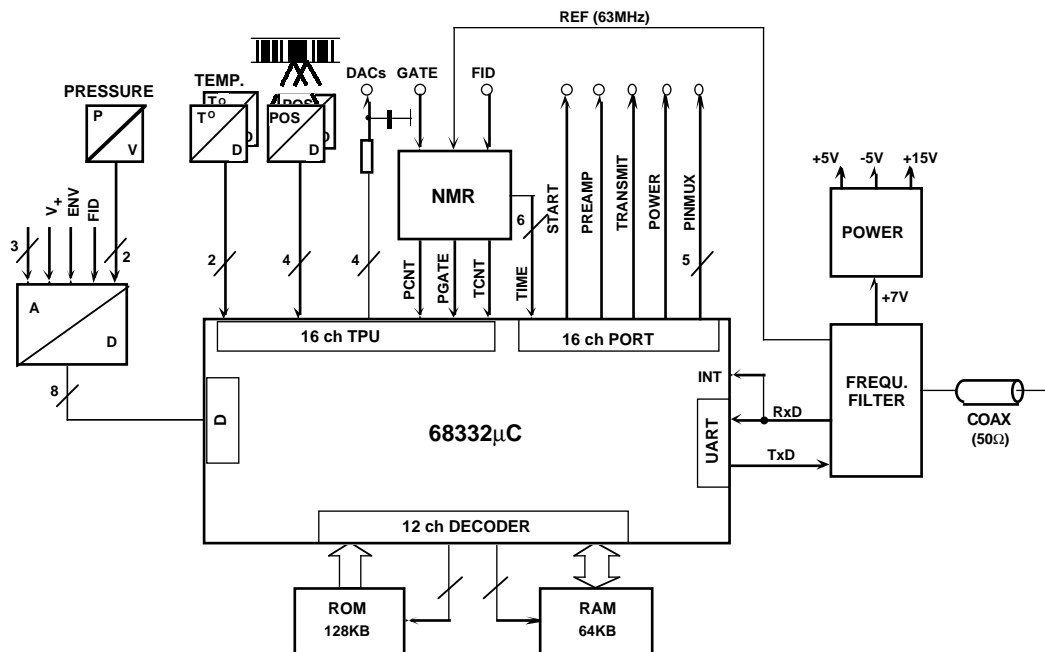 REF (63MHz)
DACs GATE FID
TEMP.
PRESSURE
P
V
T O
T O
D
D
POS
POS
D
D
+5V -5V +15V
POWER
+7V
NMR
6
START
PREAMP
TRANSMIT
POWER
PINMUX
3
V+
ENV
FID
2
2
4
4
PCNT
PGATE
TCNT
TIME
5
A
D
8
16 ch TPU
16 ch PORT
INT
FREQU.
FILTER
COAX
(50Ω)
D
68332µC
UART
RxD
TxD
12 ch DECODER
ROM
128KB
RAM
64KB